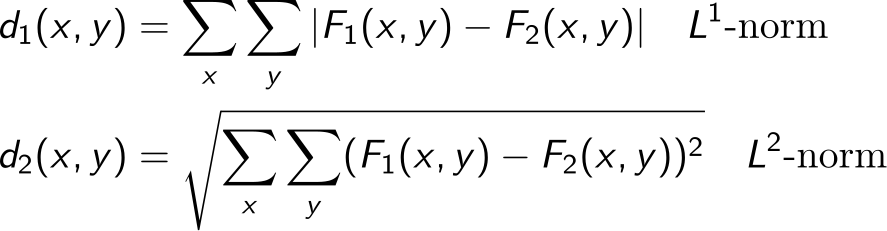 d₁(x, y) = ∑ₓ ∑ᵧ |F₁(x, y) − F₂(x, y)| L¹-norm
d₂(x, y) = √(∑ₓ ∑ᵧ (F₁(x, y) − F₂(x, y))²) L²-norm